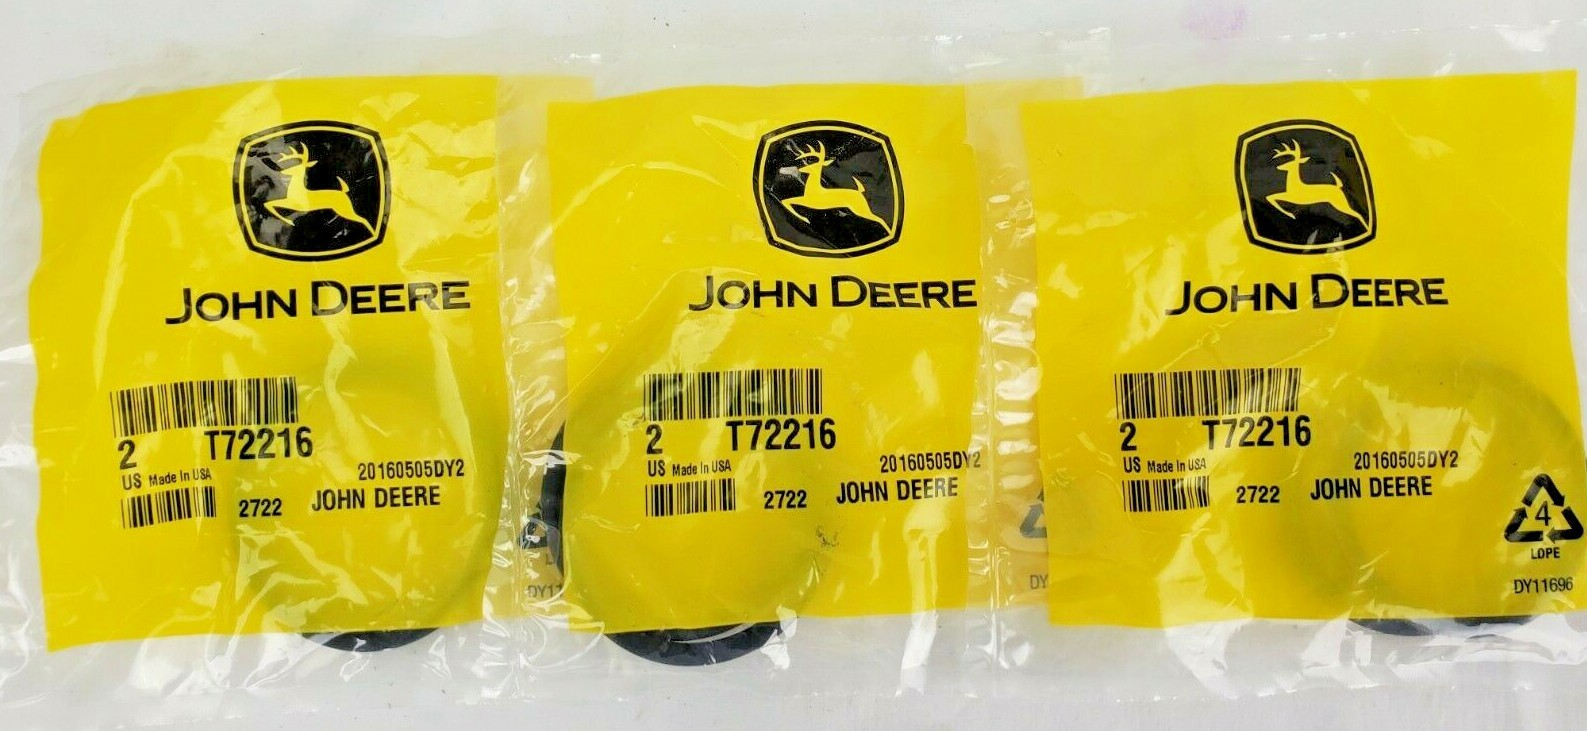 JOHN DEERE
2 T72216
US Made In USA
20160505DY2
2722 JOHN DEERE
DY11
JOHN DEERE
2 T72216
US Made In USA
20160505DY2
2722 JOHN DEERE
DY
JOHN DEERE
2 T72216
US Made In USA
20160505DY2
2722 JOHN DEERE
4
LDPE
DY11696